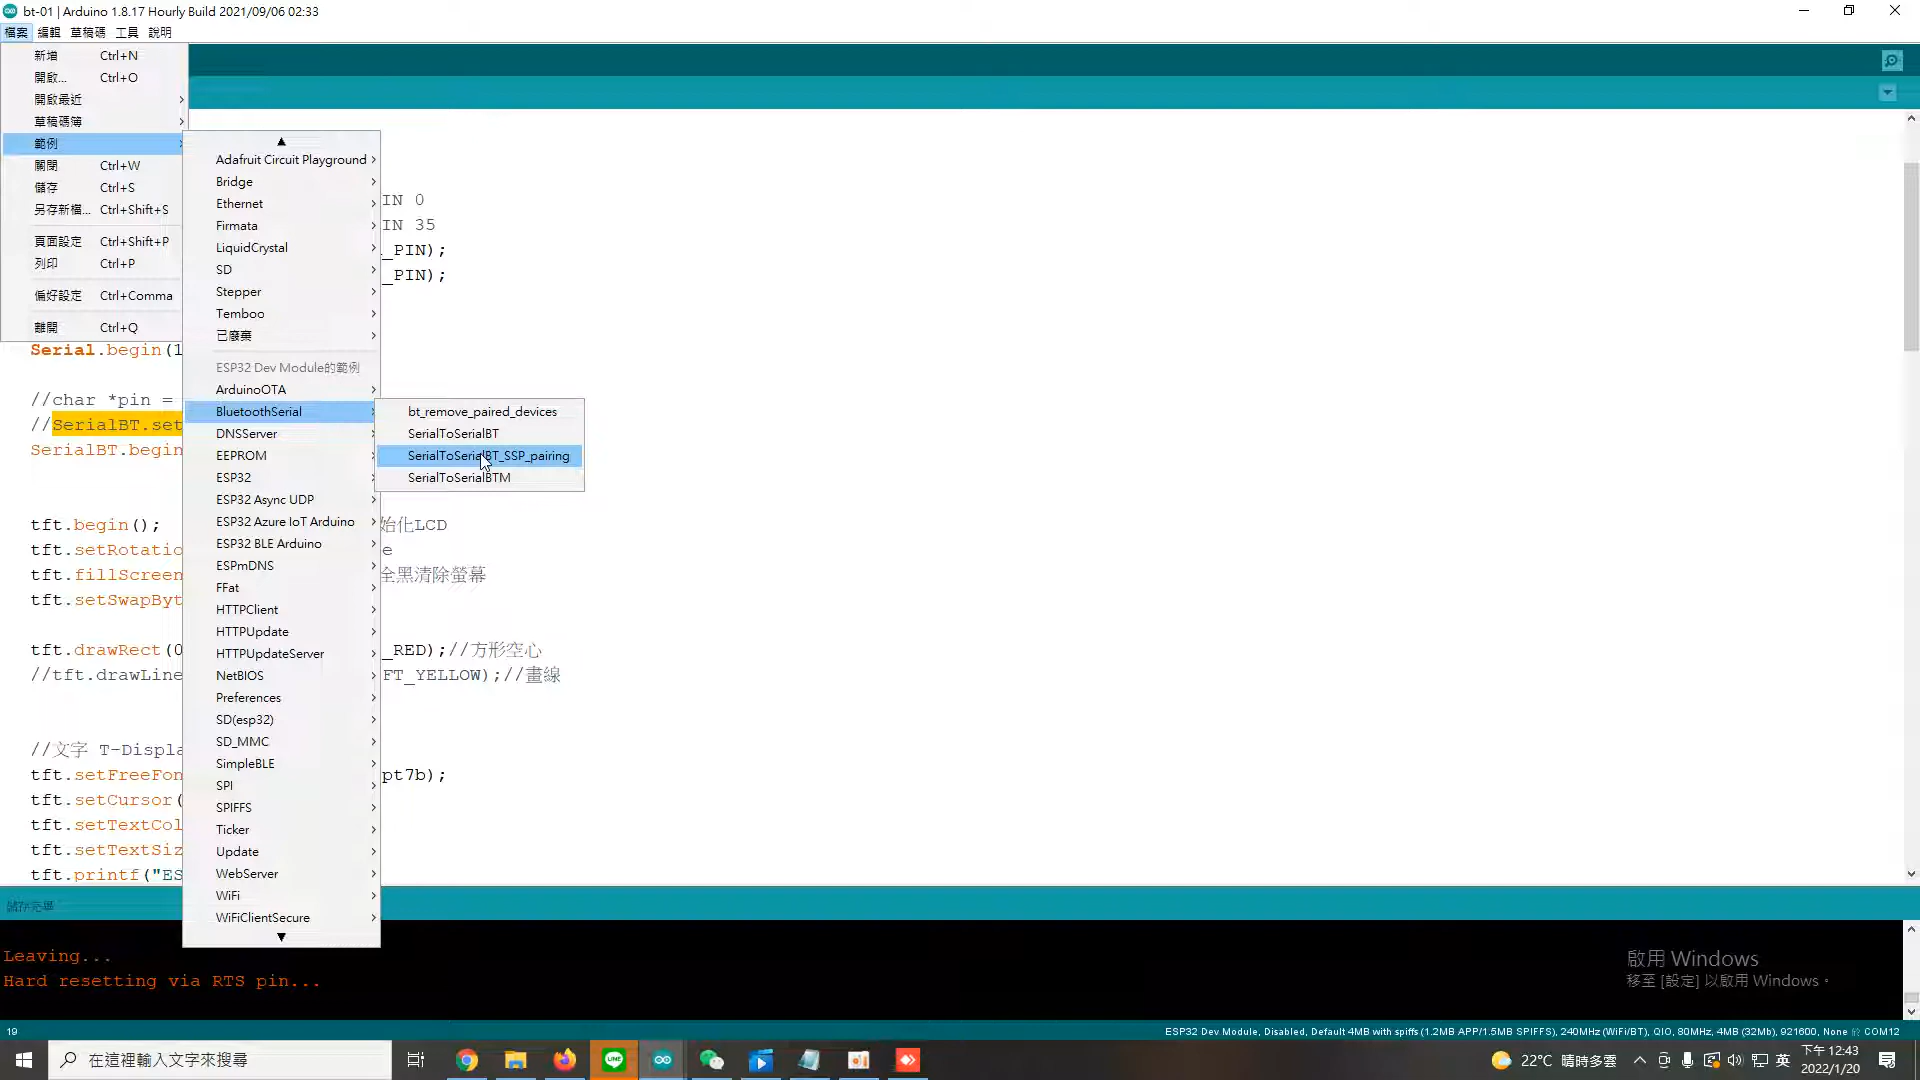 bt-01 | Arduino 1.8.17 Hourly Build 2021/09/06 02:33
檔案 編輯 草稿碼 工具 說明
新增 Ctrl+N
開啟... Ctrl+O
開啟最近
草稿碼簿
範例
關閉 Ctrl+W
儲存 Ctrl+S
另存新檔... Ctrl+Shift+S
頁面設定 Ctrl+Shift+P
列印 Ctrl+P
偏好設定 Ctrl+Comma
離開 Ctrl+Q
Adafruit Circuit Playground
Bridge
Ethernet
Firmata
LiquidCrystal
SD
Stepper
Temboo
已廢棄
ESP32 Dev Module的範例
ArduinoOTA
BluetoothSerial
DNSServer
EEPROM
ESP32
ESP32 Async UDP
ESP32 Azure IoT Arduino
ESP32 BLE Arduino
ESPmDNS
FFat
HTTPClient
HTTPUpdate
HTTPUpdateServer
NetBIOS
Preferences
SD(esp32)
SD_MMC
SimpleBLE
SPI
SPIFFS
Ticker
Update
WebServer
WiFi
WiFiClientSecure
bt_remove_paired_devices
SerialToSerialBT
SerialToSerialBT_SSP_pairing
SerialToSerialBTM
IN 0
IN 35
_PIN);
_PIN);
Serial.begin(1
//char *pin =
//SerialBT.set
SerialBT.begin
tft.begin(); 始化LCD
tft.setRotatio e
tft.fillScreen 全黑清除螢幕
tft.setSwapByt
tft.drawRect(0 _RED);//方形空心
//tft.drawLine FT_YELLOW);//畫線
//文字 T-Displa
tft.setFreeFon pt7b);
tft.setCursor(
tft.setTextCol
tft.setTextSiz
tft.printf("ES
儲存完畢
Leaving...
Hard resetting via RTS pin...
啟用 Windows
移至 [設定] 以啟用 Windows。
19 ESP32 Dev Module, Disabled, Default 4MB with spiffs (1.2MB APP/1.5MB SPIFFS), 240MHz (WiFi/BT), QIO, 80MHz, 4MB (32Mb), 921600, None 於 COM12
在這裡輸入文字來搜尋
22°C 晴時多雲
英
下午 12:43
2022/1/20